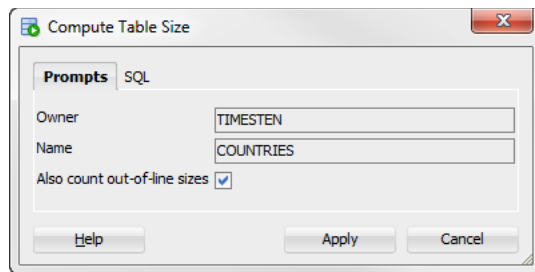 Compute Table Size
Prompts SQL
Owner TIMESTEN
Name COUNTRIES
Also count out-of-line sizes
Help Apply Cancel